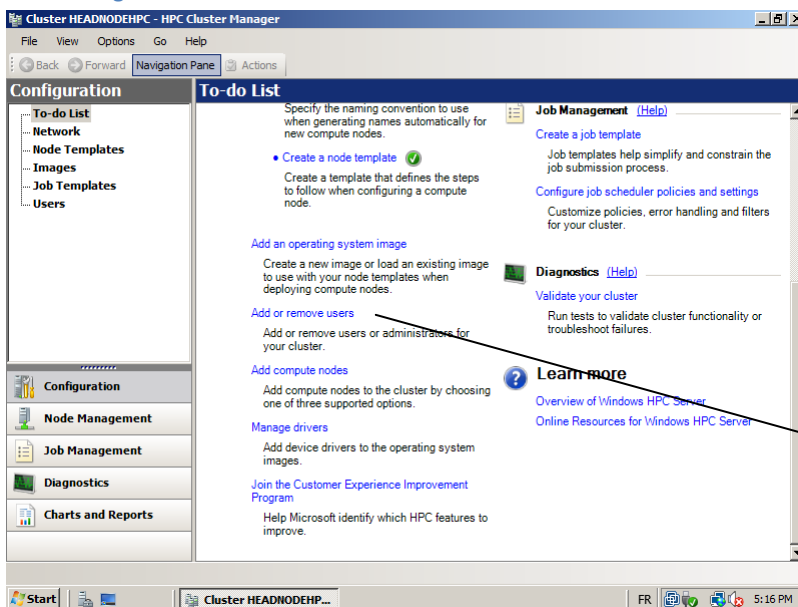 Cluster HEADNODEHPC - HPC Cluster Manager
File View Options Go Help
Back Forward Navigation Pane Actions
Configuration
To-do List
Network
Node Templates
Images
Job Templates
Users
Configuration
Node Management
Job Management
Diagnostics
Charts and Reports
To-do List
Specify the naming convention to use
when generating names automatically for
new compute nodes.
• Create a node template
Create a template that defines the steps
to follow when configuring a compute
node.
Add an operating system image
Create a new image or load an existing image
to use with your node templates when
deploying compute nodes.
Add or remove users
Add or remove users or administrators for
your cluster.
Add compute nodes
Add compute nodes to the cluster by choosing
one of three supported options.
Manage drivers
Add device drivers to the operating system
images.
Join the Customer Experience Improvement
Program
Help Microsoft identify which HPC features to
improve.
Job Management (Help)
Create a job template
Job templates help simplify and constrain the
job submission process.
Configure job scheduler policies and settings
Customize policies, error handling and filters
for your cluster.
Diagnostics (Help)
Validate your cluster
Run tests to validate cluster functionality or
troubleshoot failures.
Learn more
Overview of Windows HPC Server
Online Resources for Windows HPC Server
Start
Cluster HEADNODEHP...
FR
5:16 PM